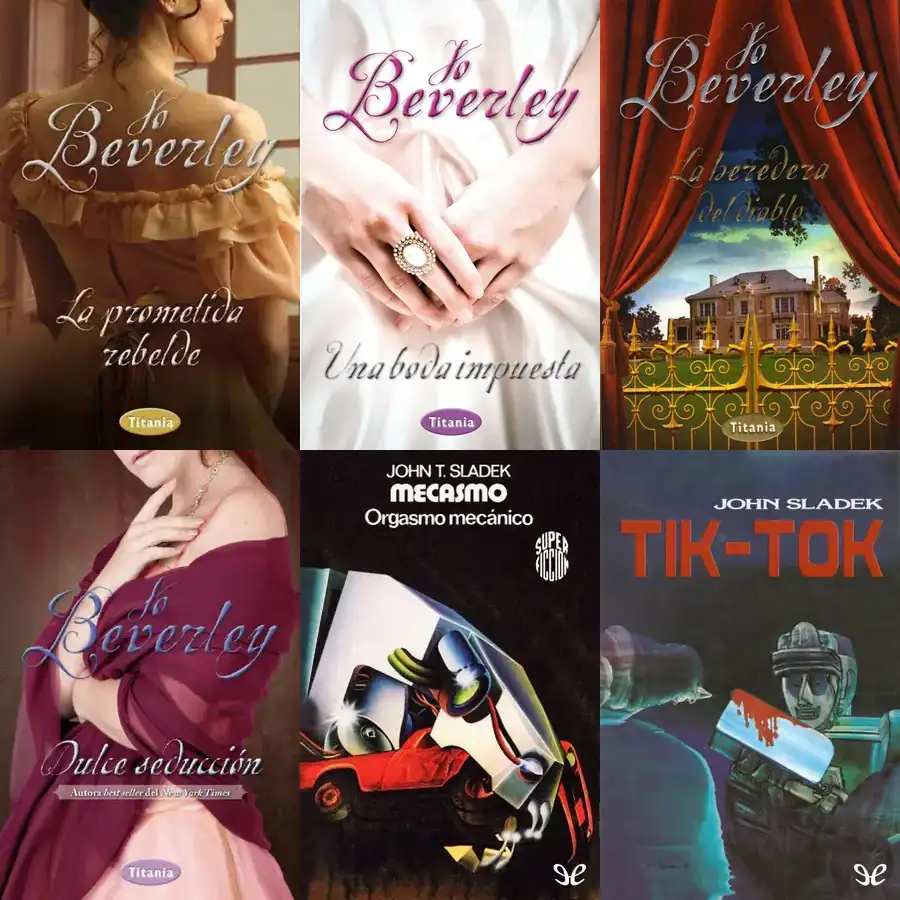 Jo
Beverley
La prometida
rebelde
Titania
Jo
Beverley
Una boda impuesta
Titania
Jo
Beverley
La heredera
del diablo
Titania
Jo
Beverley
Dulce seducción
Autora best seller del New York Times
Titania
JOHN T. SLADEK
MECASMO
Orgasmo mecánico
SUPER
FICCION
JOHN SLADEK
TIK-TOK